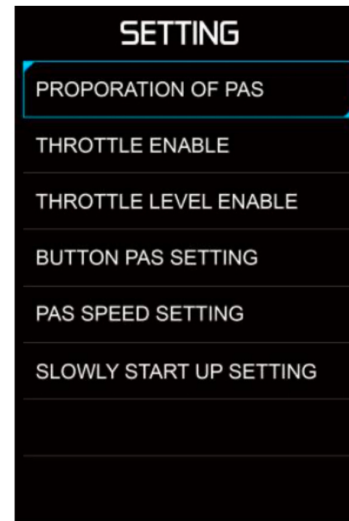 SETTING
PROPORATION OF PAS
THROTTLE ENABLE
THROTTLE LEVEL ENABLE
BUTTON PAS SETTING
PAS SPEED SETTING
SLOWLY START UP SETTING